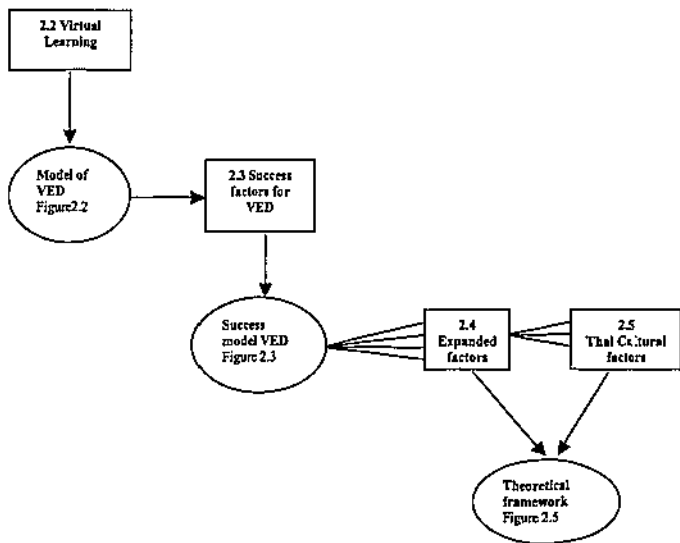 2.2 Virtual
Learning
Model of
VED
Figure2.2
2.3 Success
factors for
VED
Success
model VED
Figure 2.3
2.4
Expanded
factors
2.5
Thai Cultural
factors
Theoretical
framework
Figure 2.5